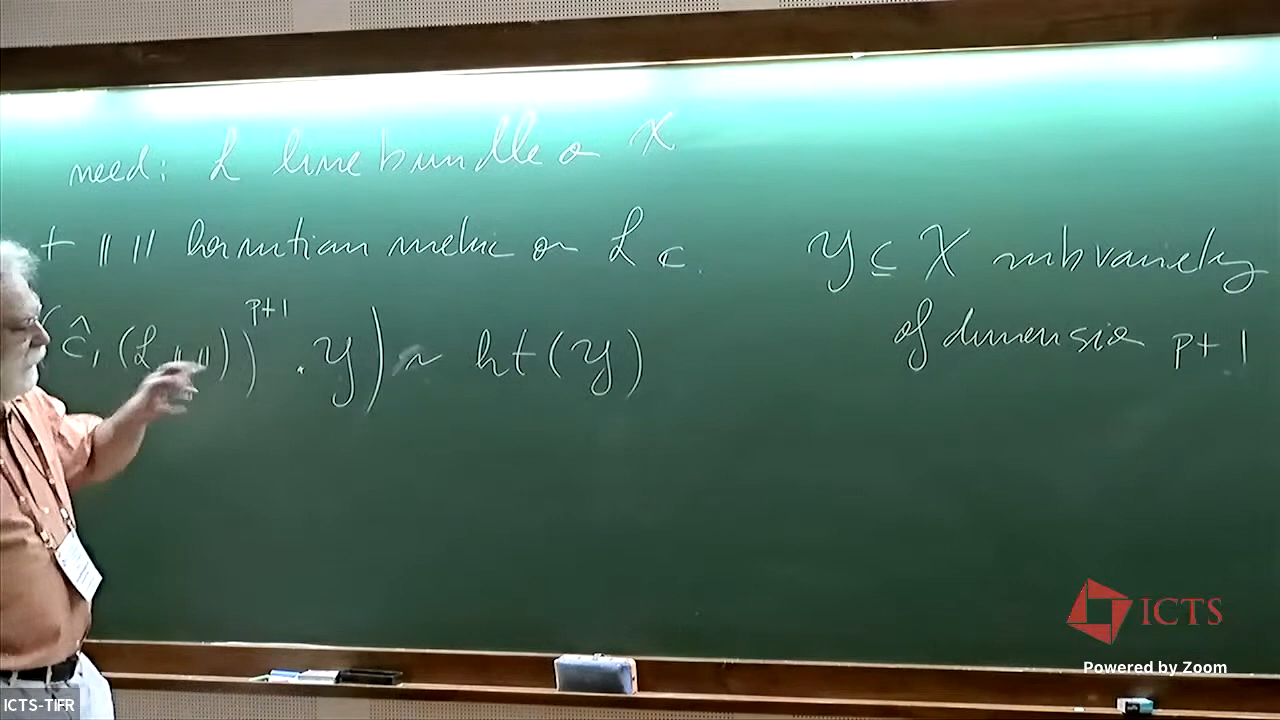 need: ℒ line bundle on 𝒳
+ || || hermitian metric on ℒ_ℂ.
(ĉ₁(ℒ, || ||))^{p+1} · 𝒴) ~ ht(𝒴)
𝒴 ⊆ 𝒳 subvariety
of dimension p+1
ICTS
Powered by Zoom
ICTS-TIFR